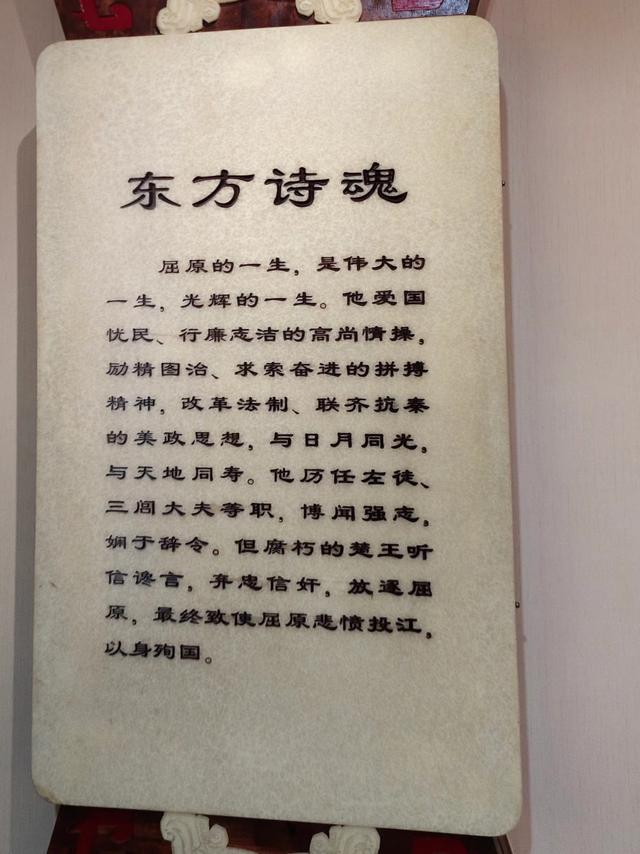 东方诗魂
屈原的一生，是伟大的
一生，光辉的一生。他爱国
忧民、行廉志洁的高尚情操，
励精图治、求索奋进的拼搏
精神，改革法制、联齐抗秦
的美政思想，与日月同光，
与天地同寿。他历任左徒、
三闾大夫等职，博闻强志，
娴于辞令。但腐朽的楚王听
信谗言，弃忠信奸，放逐屈
原，最终致使屈原悲愤投江，
以身殉国。